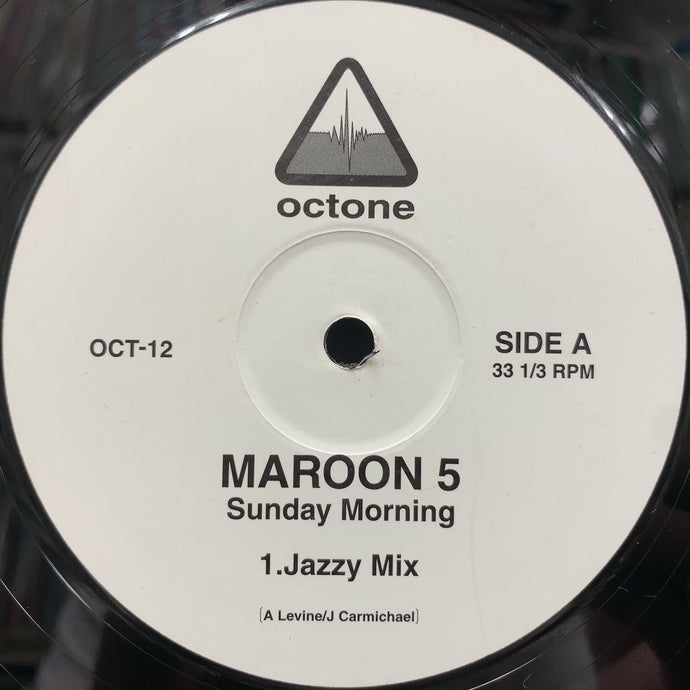 octone
OCT-12
SIDE A
33 1/3 RPM
MAROON 5
Sunday Morning
1.Jazzy Mix
(A Levine/J Carmichael)